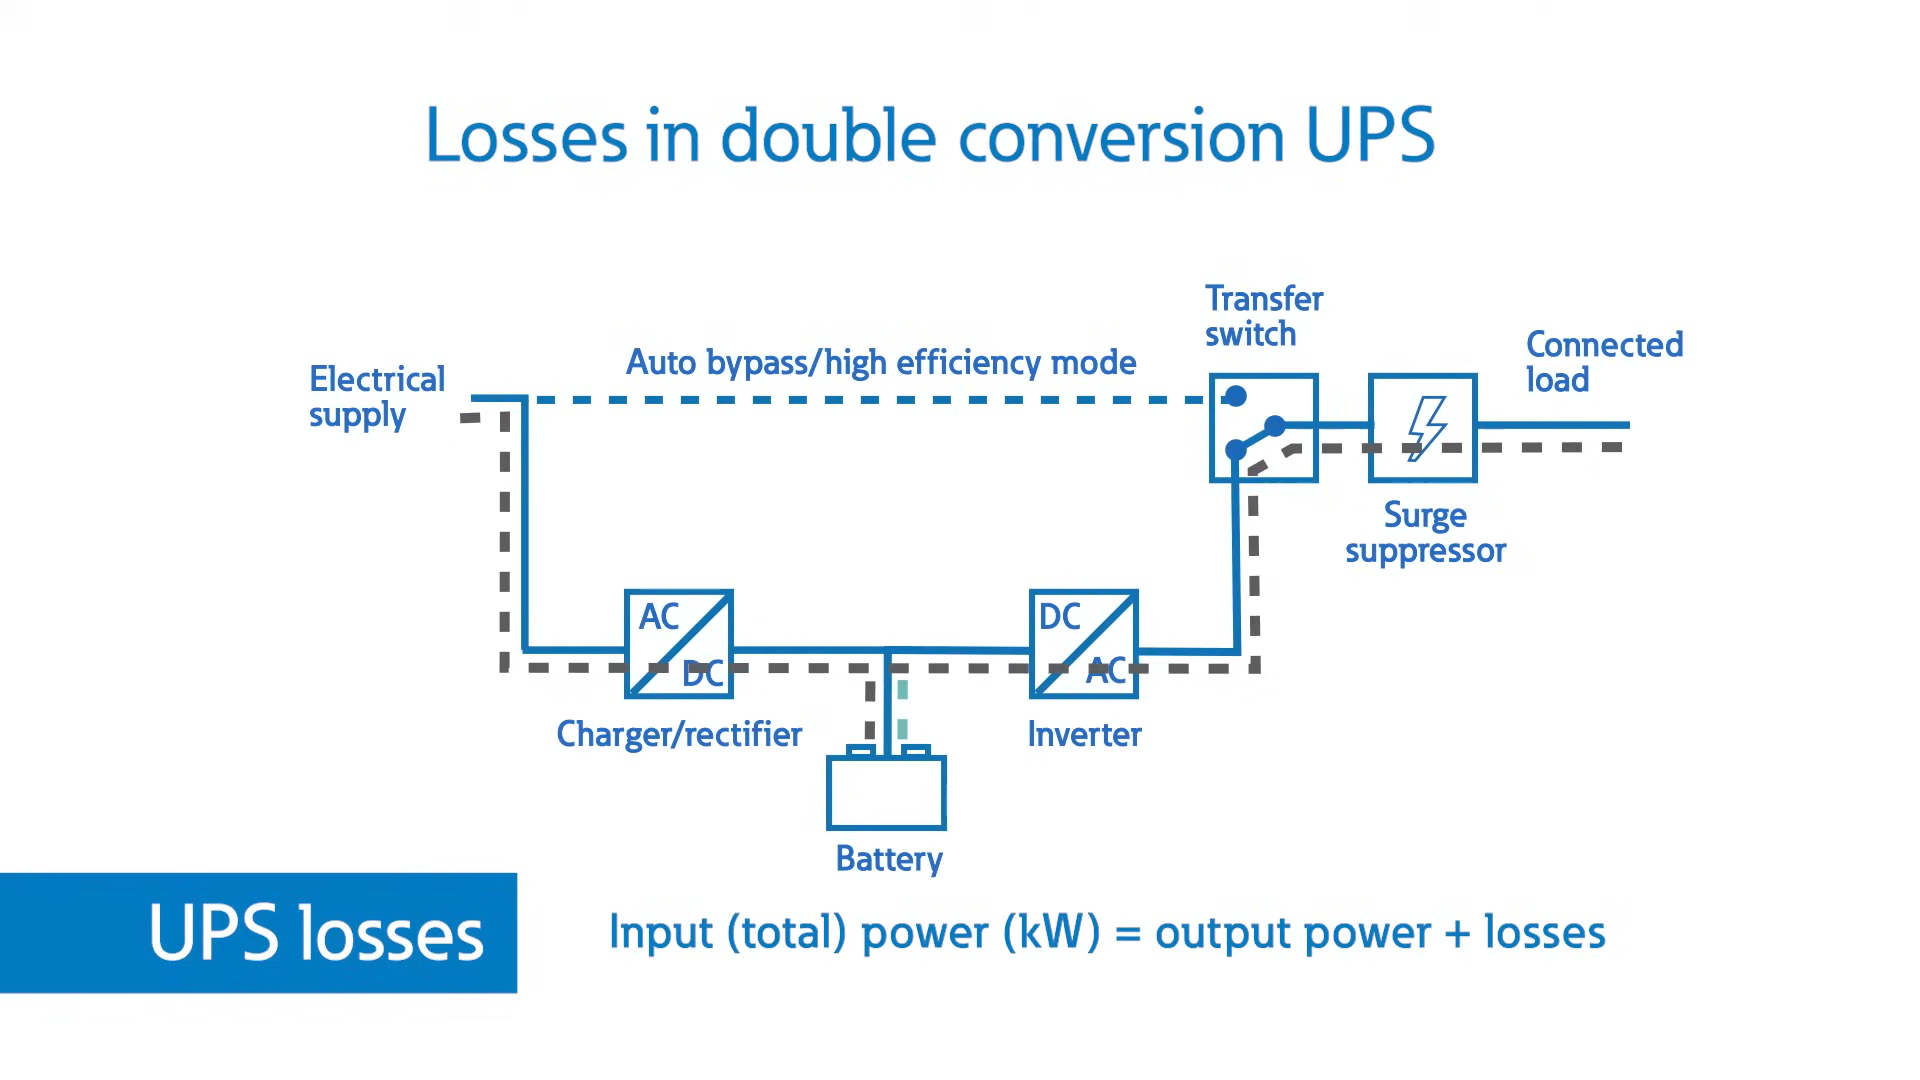 Losses in double conversion UPS
Transfer
switch
Connected
load
Auto bypass/high efficiency mode
Electrical
supply
Surge
suppressor
AC
DC
DC
AC
Charger/rectifier
Inverter
Battery
UPS losses
Input (total) power (kW) = output power + losses